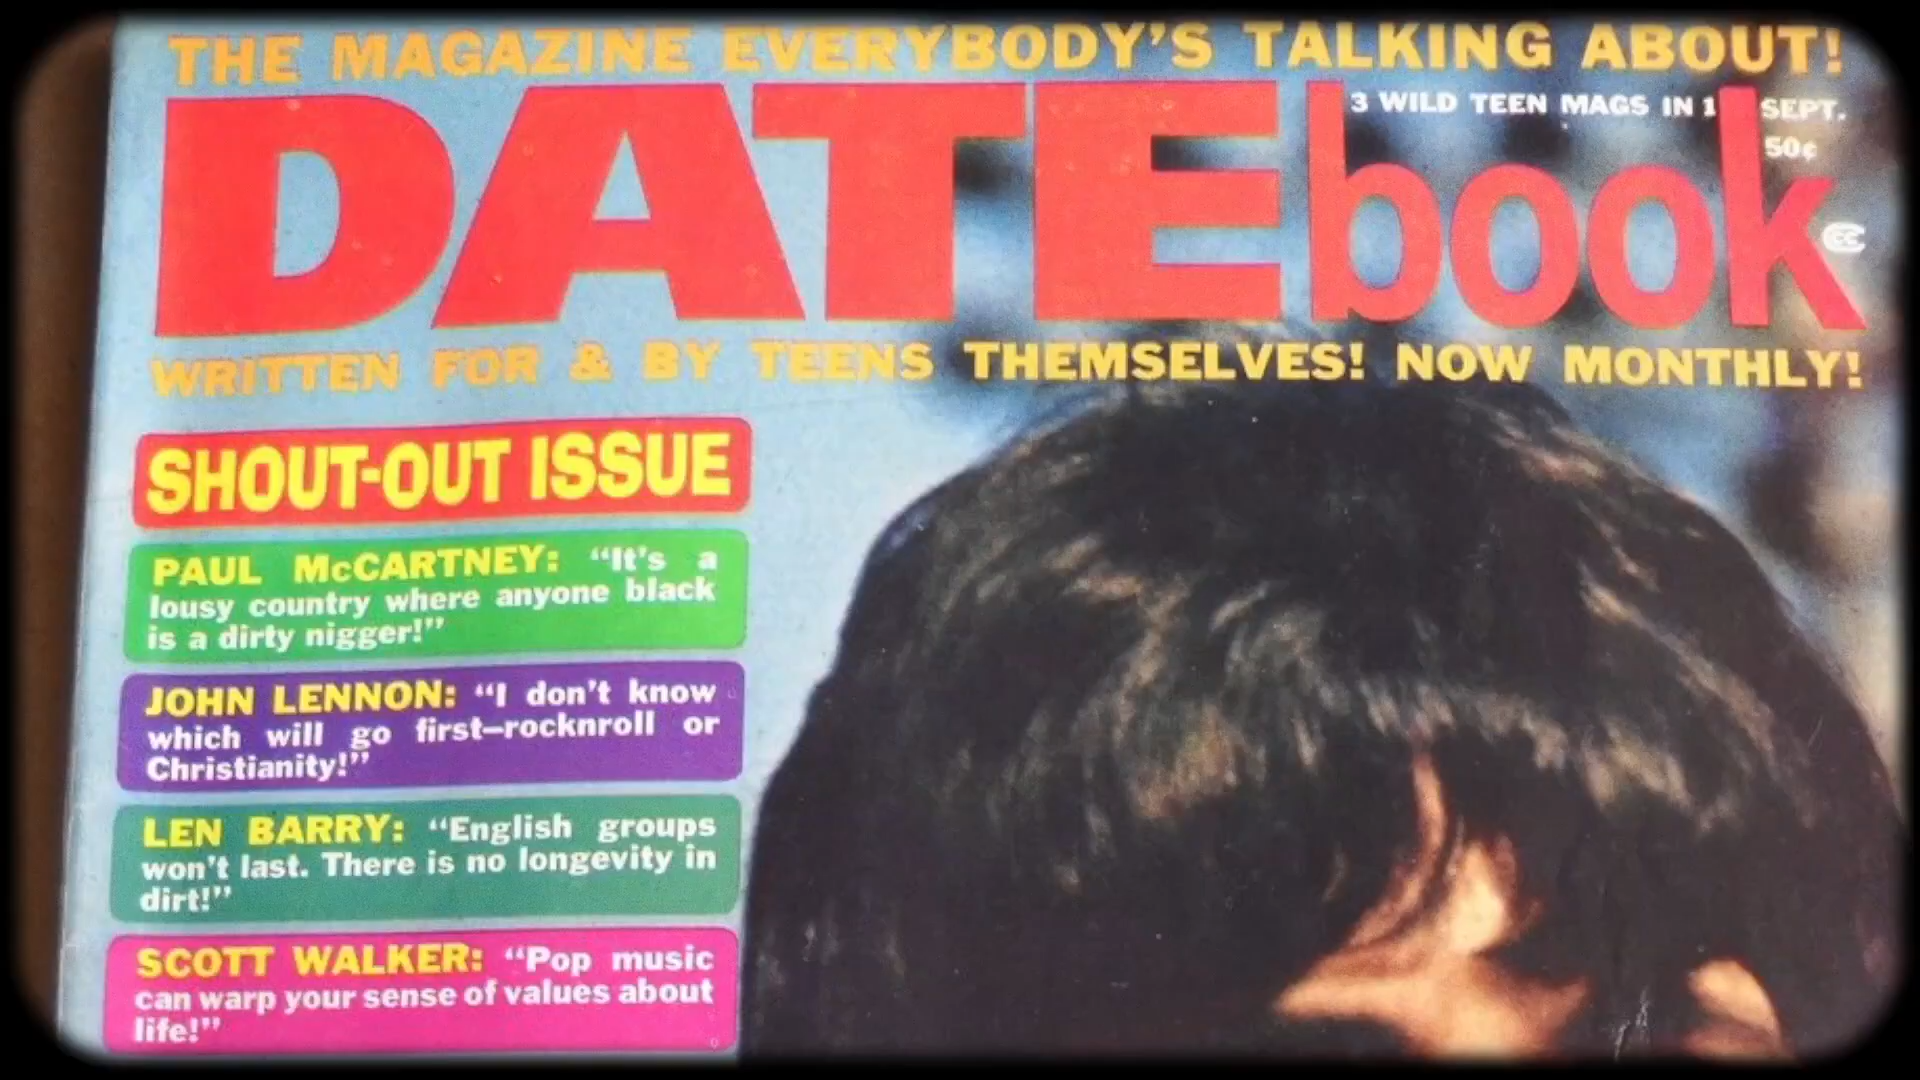 THE MAGAZINE EVERYBODY'S TALKING ABOUT!
DATEbook
3 WILD TEEN MAGS IN 1
SEPT.
50¢
CC
WRITTEN FOR & BY TEENS THEMSELVES! NOW MONTHLY!
SHOUT-OUT ISSUE
PAUL McCARTNEY: “It's a
lousy country where anyone black
is a dirty nigger!”
JOHN LENNON: “I don't know
which will go first—rocknroll or
Christianity!”
LEN BARRY: “English groups
won't last. There is no longevity in
dirt!”
SCOTT WALKER: “Pop music
can warp your sense of values about
life!”